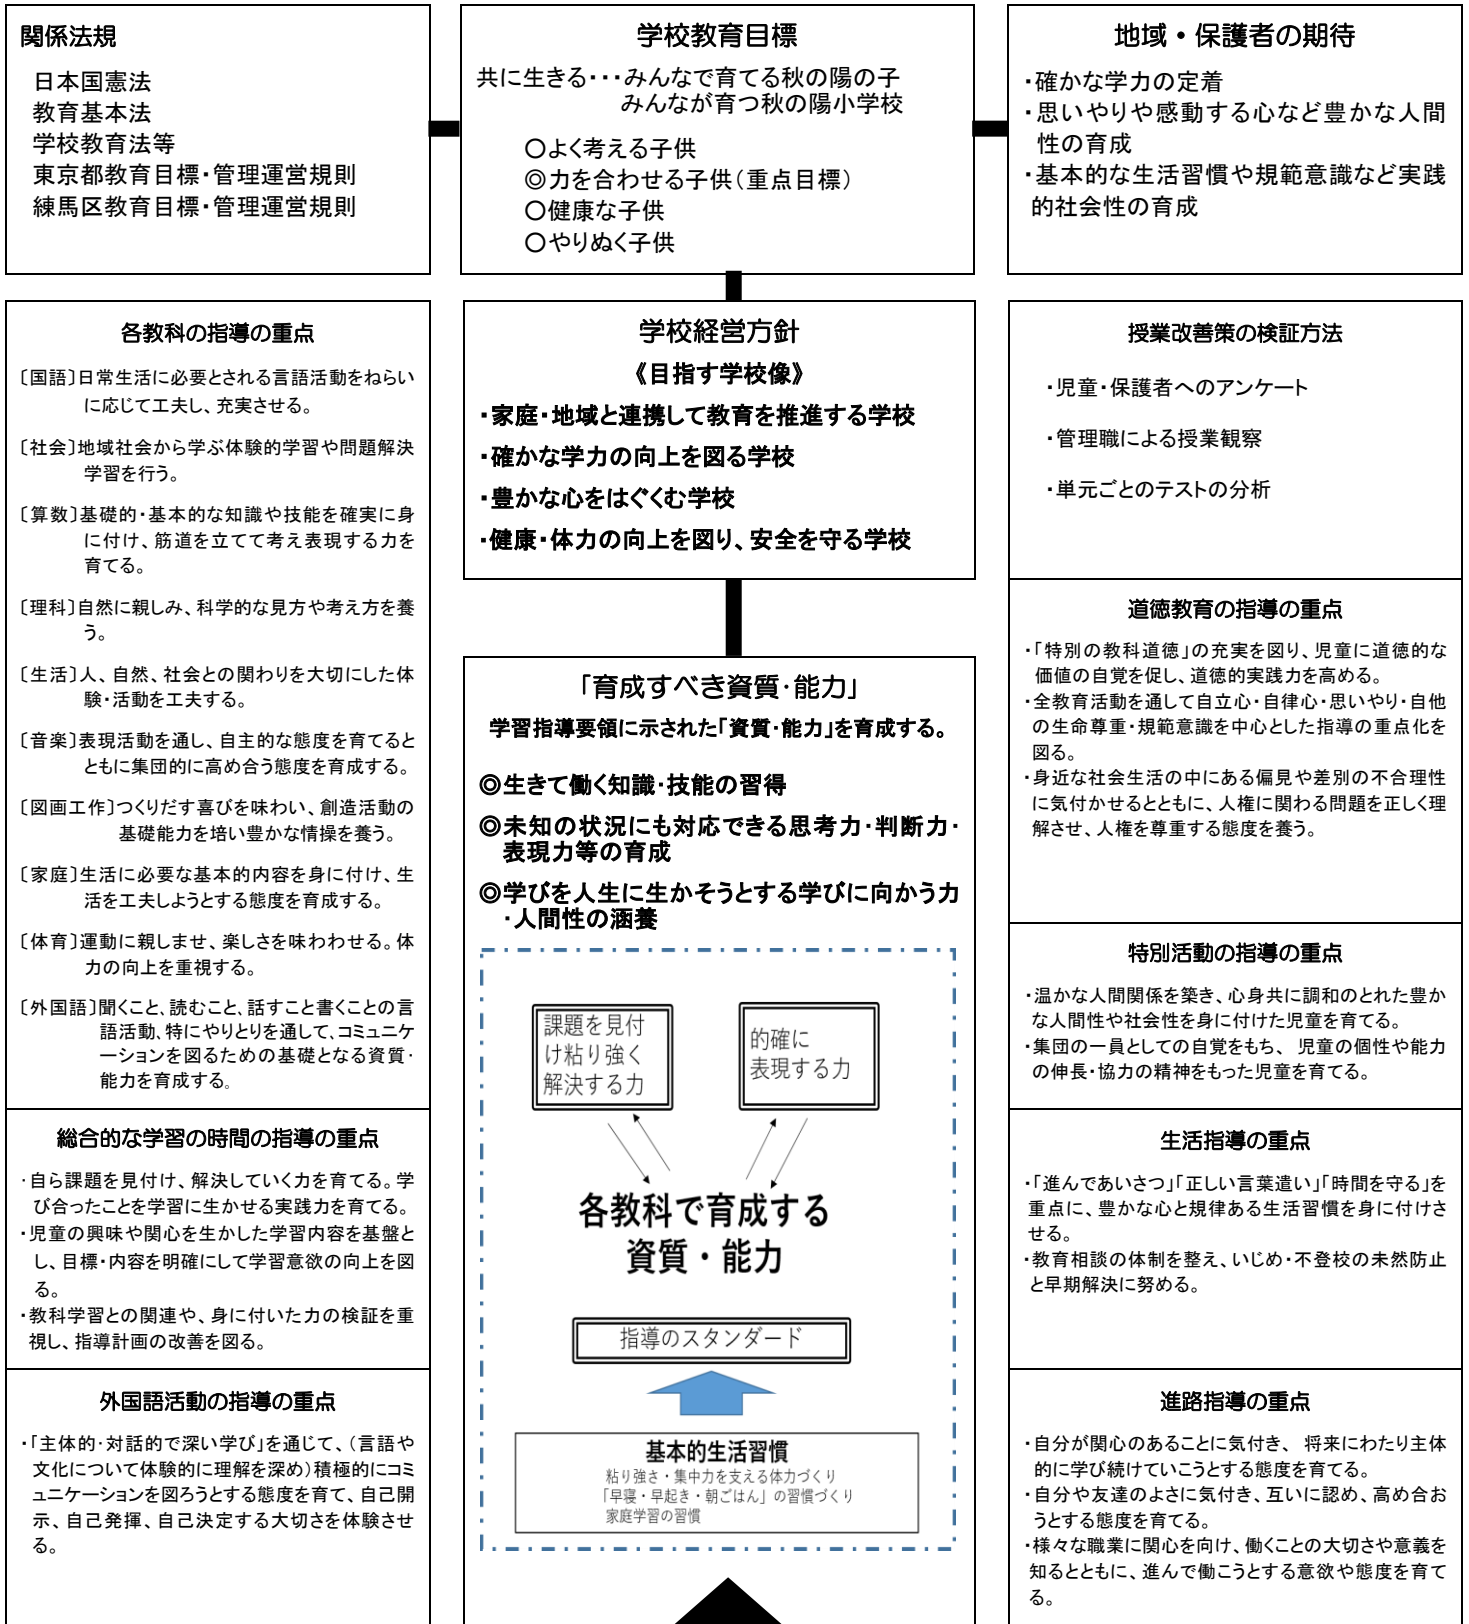 関係法規
日本国憲法
教育基本法
学校教育法等
東京都教育目標・管理運営規則
練馬区教育目標・管理運営規則
学校教育目標
共に生きる・・・みんなで育てる秋の陽の子
みんなが育つ秋の陽小学校
〇よく考える子供
◎力を合わせる子供（重点目標）
〇健康な子供
〇やりぬく子供
地域・保護者の期待
・確かな学力の定着
・思いやりや感動する心など豊かな人間
性の育成
・基本的な生活習慣や規範意識など実践
的社会性の育成
各教科の指導の重点
〔国語〕日常生活に必要とされる言語活動をねらい
に応じて工夫し、充実させる。
〔社会〕地域社会から学ぶ体験的学習や問題解決
学習を行う。
〔算数〕基礎的・基本的な知識や技能を確実に身
に付け、筋道を立てて考え表現する力を
育てる。
〔理科〕自然に親しみ、科学的な見方や考え方を養
う。
〔生活〕人、自然、社会との関わりを大切にした体
験・活動を工夫する。
〔音楽〕表現活動を通し、自主的な態度を育てると
ともに集団的に高め合う態度を育成する。
〔図画工作〕つくりだす喜びを味わい、創造活動の
基礎能力を培い豊かな情操を養う。
〔家庭〕生活に必要な基本的内容を身に付け、生
活を工夫しようとする態度を育成する。
〔体育〕運動に親しませ、楽しさを味わわせる。体
力の向上を重視する。
〔外国語〕聞くこと、読むこと、話すこと書くことの言
語活動、特にやりとりを通して、コミュニケ
ーションを図るための基礎となる資質・
能力を育成する。
総合的な学習の時間の指導の重点
・自ら課題を見付け、解決していく力を育てる。学
び合ったことを学習に生かせる実践力を育てる。
・児童の興味や関心を生かした学習内容を基盤と
し、目標・内容を明確にして学習意欲の向上を図
る。
・教科学習との関連や、身に付いた力の検証を重
視し、指導計画の改善を図る。
外国語活動の指導の重点
・「主体的・対話的で深い学び」を通じて、（言語や
文化について体験的に理解を深め）積極的にコミ
ュニケーションを図ろうとする態度を育て、自己開
示、自己発揮、自己決定する大切さを体験させ
る。
学校経営方針
《目指す学校像》
・家庭・地域と連携して教育を推進する学校
・確かな学力の向上を図る学校
・豊かな心をはぐくむ学校
・健康・体力の向上を図り、安全を守る学校
「育成すべき資質・能力」
学習指導要領に示された「資質・能力」を育成する。
◎生きて働く知識・技能の習得
◎未知の状況にも対応できる思考力・判断力・
表現力等の育成
◎学びを人生に生かそうとする学びに向かう力
・人間性の涵養
課題を見付
け粘り強く
解決する力
的確に
表現する力
各教科で育成する
資質・能力
指導のスタンダード
基本的生活習慣
粘り強さ・集中力を支える体力づくり
「早寝・早起き・朝ごはん」の習慣づくり
家庭学習の習慣
授業改善策の検証方法
・児童・保護者へのアンケート
・管理職による授業観察
・単元ごとのテストの分析
道徳教育の指導の重点
・「特別の教科道徳」の充実を図り、児童に道徳的な
価値の自覚を促し、道徳的実践力を高める。
・全教育活動を通して自立心・自律心・思いやり・自他
の生命尊重・規範意識を中心とした指導の重点化を
図る。
・身近な社会生活の中にある偏見や差別の不合理性
に気付かせるとともに、人権に関わる問題を正しく理
解させ、人権を尊重する態度を養う。
特別活動の指導の重点
・温かな人間関係を築き、心身共に調和のとれた豊か
な人間性や社会性を身に付けた児童を育てる。
・集団の一員としての自覚をもち、 児童の個性や能力
の伸長・協力の精神をもった児童を育てる。
生活指導の重点
・「進んであいさつ」「正しい言葉遣い」「時間を守る」を
重点に、豊かな心と規律ある生活習慣を身に付けさ
せる。
・教育相談の体制を整え、いじめ・不登校の未然防止
と早期解決に努める。
進路指導の重点
・自分が関心のあることに気付き、 将来にわたり主体
的に学び続けていこうとする態度を育てる。
・自分や友達のよさに気付き、互いに認め、高め合お
うとする態度を育てる。
・様々な職業に関心を向け、働くことの大切さや意義を
知るとともに、進んで働こうとする意欲や態度を育て
る。